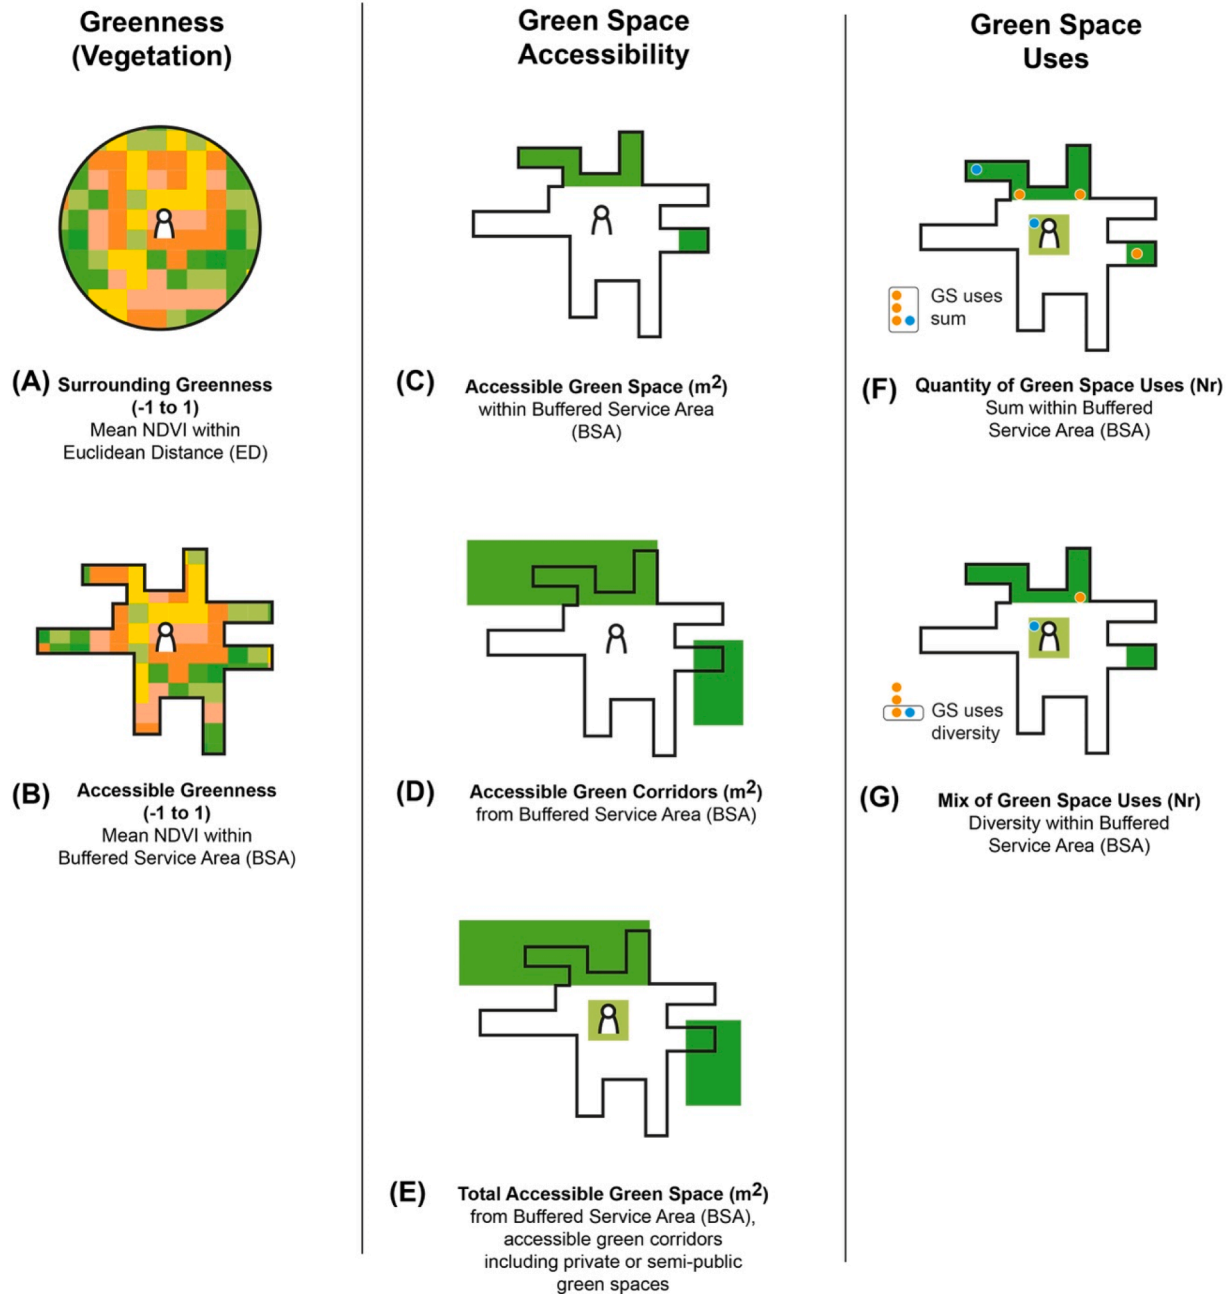 Greenness
(Vegetation)
(A) Surrounding Greenness
(-1 to 1)
Mean NDVI within
Euclidean Distance (ED)
(B) Accessible Greenness
(-1 to 1)
Mean NDVI within
Buffered Service Area (BSA)
Green Space
Accessibility
(C) Accessible Green Space (m²)
within Buffered Service Area
(BSA)
(D) Accessible Green Corridors (m²)
from Buffered Service Area (BSA)
(E) Total Accessible Green Space (m²)
from Buffered Service Area (BSA),
accessible green corridors
including private or semi-public
green spaces
Green Space
Uses
GS uses
sum
(F) Quantity of Green Space Uses (Nr)
Sum within Buffered
Service Area (BSA)
GS uses
diversity
(G) Mix of Green Space Uses (Nr)
Diversity within Buffered
Service Area (BSA)